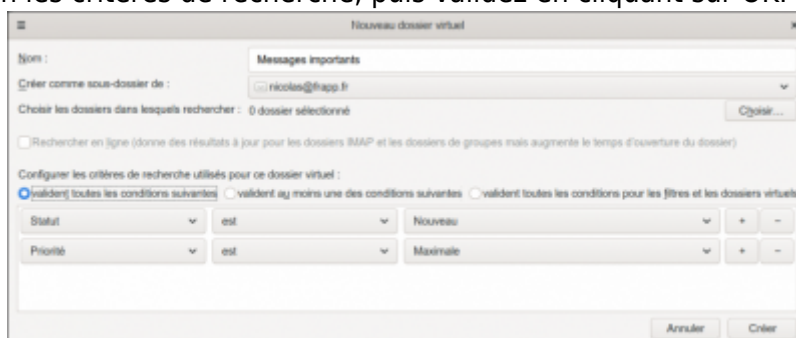 les critères de recherche, puis validez en cliquant sur OK.
Nouveau dossier virtuel
Nom : Messages importants
Créer comme sous-dossier de : nicolas@frapp.fr
Choisir les dossiers dans lesquels rechercher : 0 dossier sélectionné Choisir…
Rechercher en ligne (donne des résultats à jour pour les dossiers IMAP et les dossiers de groupes mais augmente le temps d'ouverture du dossier)
Configurer les critères de recherche utilisés pour ce dossier virtuel :
valident toutes les conditions suivantes valident au moins une des conditions suivantes valident toutes les conditions pour les filtres et les dossiers virtuels
Statut est Nouveau + -
Priorité est Maximale + -
Annuler Créer